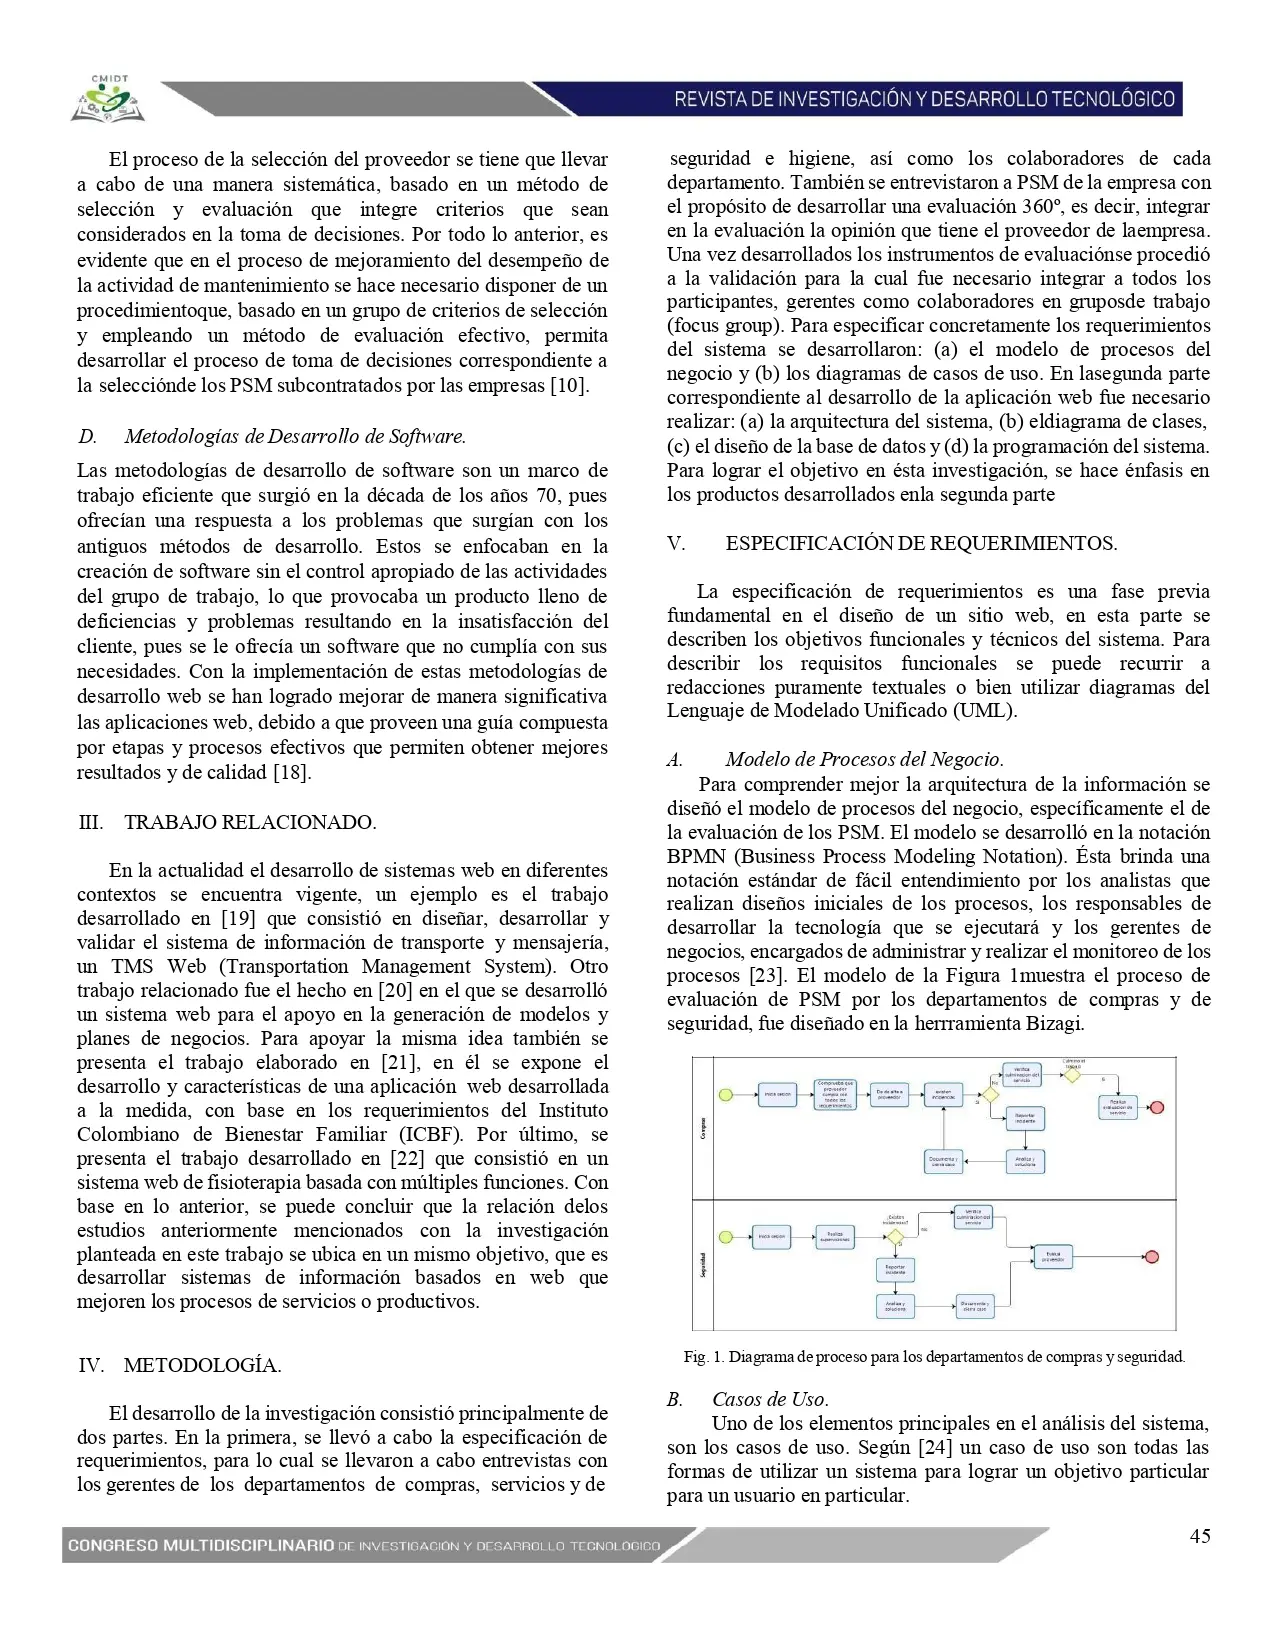 CMIDT
REVISTA DE INVESTIGACIÓN Y DESARROLLO TECNOLÓGICO
El proceso de la selección del proveedor se tiene que llevar
a cabo de una manera sistemática, basado en un método de
selección y evaluación que integre criterios que sean
considerados en la toma de decisiones. Por todo lo anterior, es
evidente que en el proceso de mejoramiento del desempeño de
la actividad de mantenimiento se hace necesario disponer de un
procedimientoque, basado en un grupo de criterios de selección
y empleando un método de evaluación efectivo, permita
desarrollar el proceso de toma de decisiones correspondiente a
la selecciónde los PSM subcontratados por las empresas [10].
D. Metodologías de Desarrollo de Software.
Las metodologías de desarrollo de software son un marco de
trabajo eficiente que surgió en la década de los años 70, pues
ofrecían una respuesta a los problemas que surgían con los
antiguos métodos de desarrollo. Estos se enfocaban en la
creación de software sin el control apropiado de las actividades
del grupo de trabajo, lo que provocaba un producto lleno de
deficiencias y problemas resultando en la insatisfacción del
cliente, pues se le ofrecía un software que no cumplía con sus
necesidades. Con la implementación de estas metodologías de
desarrollo web se han logrado mejorar de manera significativa
las aplicaciones web, debido a que proveen una guía compuesta
por etapas y procesos efectivos que permiten obtener mejores
resultados y de calidad [18].
III. TRABAJO RELACIONADO.
En la actualidad el desarrollo de sistemas web en diferentes
contextos se encuentra vigente, un ejemplo es el trabajo
desarrollado en [19] que consistió en diseñar, desarrollar y
validar el sistema de información de transporte y mensajería,
un TMS Web (Transportation Management System). Otro
trabajo relacionado fue el hecho en [20] en el que se desarrolló
un sistema web para el apoyo en la generación de modelos y
planes de negocios. Para apoyar la misma idea también se
presenta el trabajo elaborado en [21], en él se expone el
desarrollo y características de una aplicación web desarrollada
a la medida, con base en los requerimientos del Instituto
Colombiano de Bienestar Familiar (ICBF). Por último, se
presenta el trabajo desarrollado en [22] que consistió en un
sistema web de fisioterapia basada con múltiples funciones. Con
base en lo anterior, se puede concluir que la relación delos
estudios anteriormente mencionados con la investigación
planteada en este trabajo se ubica en un mismo objetivo, que es
desarrollar sistemas de información basados en web que
mejoren los procesos de servicios o productivos.
IV. METODOLOGÍA.
El desarrollo de la investigación consistió principalmente de
dos partes. En la primera, se llevó a cabo la especificación de
requerimientos, para lo cual se llevaron a cabo entrevistas con
los gerentes de los departamentos de compras, servicios y de
seguridad e higiene, así como los colaboradores de cada
departamento. También se entrevistaron a PSM de la empresa con
el propósito de desarrollar una evaluación 360º, es decir, integrar
en la evaluación la opinión que tiene el proveedor de laempresa.
Una vez desarrollados los instrumentos de evaluaciónse procedió
a la validación para la cual fue necesario integrar a todos los
participantes, gerentes como colaboradores en gruposde trabajo
(focus group). Para especificar concretamente los requerimientos
del sistema se desarrollaron: (a) el modelo de procesos del
negocio y (b) los diagramas de casos de uso. En lasegunda parte
correspondiente al desarrollo de la aplicación web fue necesario
realizar: (a) la arquitectura del sistema, (b) eldiagrama de clases,
(c) el diseño de la base de datos y (d) la programación del sistema.
Para lograr el objetivo en ésta investigación, se hace énfasis en
los productos desarrollados enla segunda parte
V. ESPECIFICACIÓN DE REQUERIMIENTOS.
La especificación de requerimientos es una fase previa
fundamental en el diseño de un sitio web, en esta parte se
describen los objetivos funcionales y técnicos del sistema. Para
describir los requisitos funcionales se puede recurrir a
redacciones puramente textuales o bien utilizar diagramas del
Lenguaje de Modelado Unificado (UML).
A. Modelo de Procesos del Negocio.
Para comprender mejor la arquitectura de la información se
diseñó el modelo de procesos del negocio, específicamente el de
la evaluación de los PSM. El modelo se desarrolló en la notación
BPMN (Business Process Modeling Notation). Ésta brinda una
notación estándar de fácil entendimiento por los analistas que
realizan diseños iniciales de los procesos, los responsables de
desarrollar la tecnología que se ejecutará y los gerentes de
negocios, encargados de administrar y realizar el monitoreo de los
procesos [23]. El modelo de la Figura 1muestra el proceso de
evaluación de PSM por los departamentos de compras y de
seguridad, fue diseñado en la herrramienta Bizagi.
Compras
Inicia sesión
Comprueba que
proveedor
cumpla con
todos los
requerimientos
Da de alta a
proveedor
existen
incidencias
No
Verifica
culminación del
servicio
Reportar
incidente
Analiza y
soluciona
Documenta y
cierra caso
Realiza
evaluación de
servicio
Seguridad
Inicia sesión
Realiza
supervisiones
¿Existen
No
Verifica
culminación del
servicio
Reportar
incidente
Analiza y
soluciona
Documenta y
cierra caso
Evalúa
proveedor
Fig. 1. Diagrama de proceso para los departamentos de compras y seguridad.
B. Casos de Uso.
Uno de los elementos principales en el análisis del sistema,
son los casos de uso. Según [24] un caso de uso son todas las
formas de utilizar un sistema para lograr un objetivo particular
para un usuario en particular.
CONGRESO MULTIDISCIPLINARIO DE INVESTIGACIÓN Y DESARROLLO TECNOLÓGICO
45